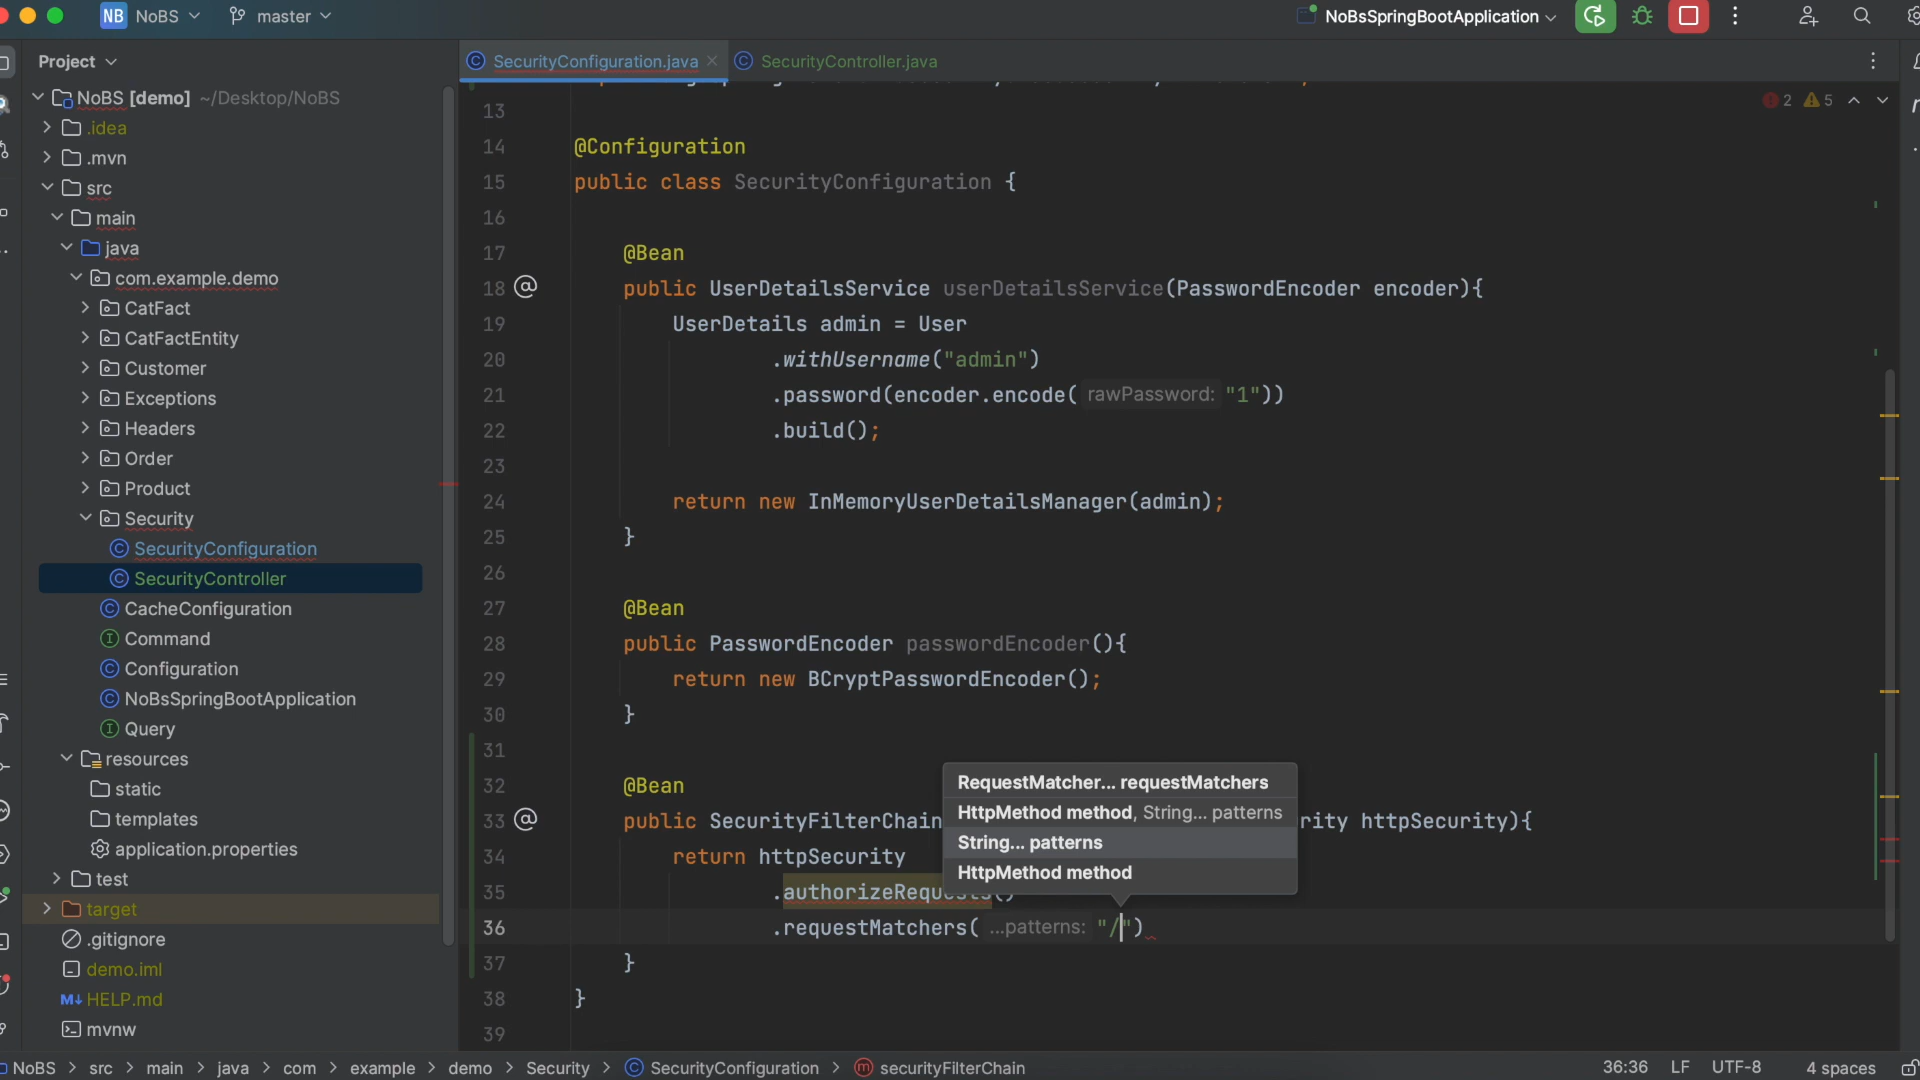 NB NoBS master NoBsSpringBootApplication
Project
NoBS [demo] ~/Desktop/NoBS
.idea
.mvn
src
main
java
com.example.demo
CatFact
CatFactEntity
Customer
Exceptions
Headers
Order
Product
Security
SecurityConfiguration
SecurityController
CacheConfiguration
Command
Configuration
NoBsSpringBootApplication
Query
resources
static
templates
application.properties
test
target
.gitignore
demo.iml
HELP.md
mvnw
SecurityConfiguration.java SecurityController.java
2 5
13
14 @Configuration
15 public class SecurityConfiguration {
16
17 @Bean
18 public UserDetailsService userDetailsService(PasswordEncoder encoder){
19 UserDetails admin = User
20 .withUsername("admin")
21 .password(encoder.encode( rawPassword: "1"))
22 .build();
23
24 return new InMemoryUserDetailsManager(admin);
25 }
26
27 @Bean
28 public PasswordEncoder passwordEncoder(){
29 return new BCryptPasswordEncoder();
30 }
31
32 @Bean
33 public SecurityFilterChain rity httpSecurity){
34 return httpSecurity
35 .authorizeRequests()
36 .requestMatchers( ...patterns: "/")
37 }
38 }
39
RequestMatcher... requestMatchers
HttpMethod method, String... patterns
String... patterns
HttpMethod method
NoBS > src > main > java > com > example > demo > Security > SecurityConfiguration > securityFilterChain 36:36 LF UTF-8 4 spaces